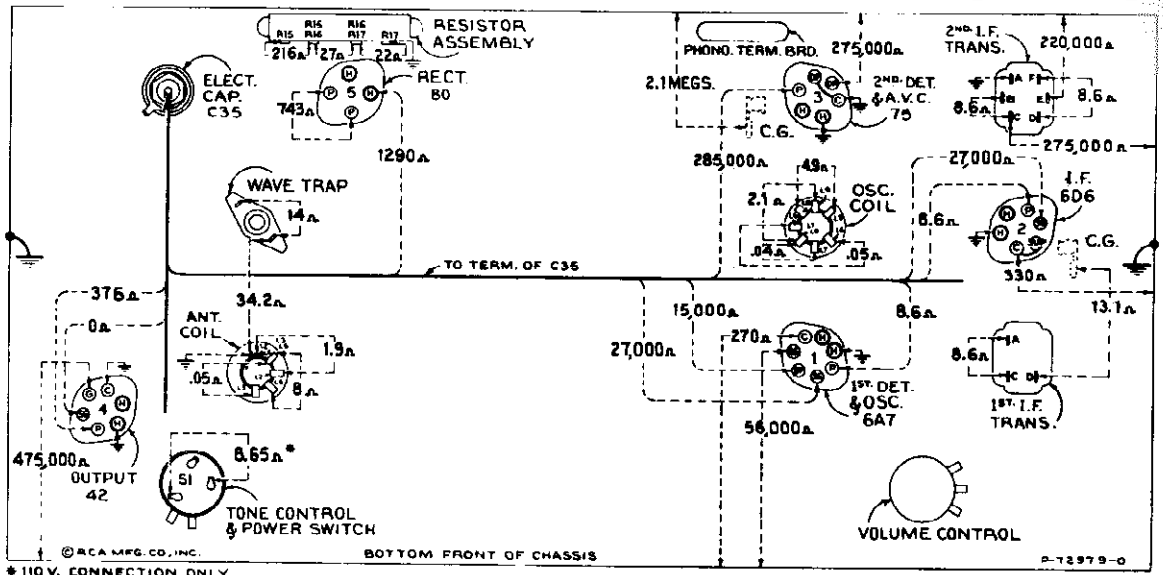 R15 R16 R16 R16 R17 R17
216Ω 27Ω 22Ω
RESISTOR
ASSEMBLY
ELECT.
CAP.
C35
RECT.
80
H
P 5 H
P
743Ω
1290Ω
PHONO. TERM. BRD.
2.1 MEGS.
275,000Ω
2ND. DET.
& A.V.C.
75
P 3 C
H H
C.G.
285,000Ω
2ND. I.F.
TRANS.
220,000Ω
A F
B E
C D
8.6Ω
8.6Ω
275,000Ω
WAVE TRAP
14Ω
4.9Ω
2.1Ω
OSC.
COIL
.04Ω
.05Ω
27,000Ω
8.6Ω
I.F.
6D6
H P
H 2
C
C.G.
330Ω
13.1Ω
TO TERM. OF C35
376Ω
0Ω
34.2Ω
ANT.
COIL
1.9Ω
.05Ω
8Ω
15,000Ω
27,000Ω
270Ω
8.6Ω
C H
H
1
P
1ST. DET.
& OSC.
6A7
56,000Ω
A
8.6Ω
C D
1ST. I.F.
TRANS.
G C
H
4
P H
475,000Ω
OUTPUT
42
8.65Ω*
S1
TONE CONTROL
& POWER SWITCH
VOLUME CONTROL
© RCA MFG. CO., INC.
BOTTOM FRONT OF CHASSIS
P-72979-0
* 110 V. CONNECTION ONLY